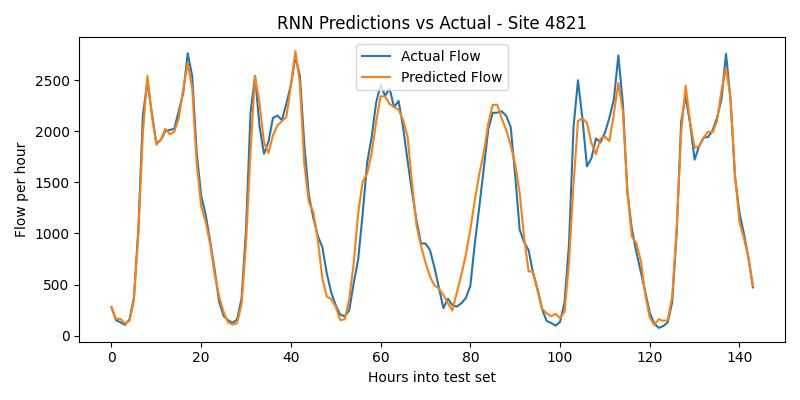 RNN Predictions vs Actual - Site 4821
Actual Flow
Predicted Flow
Flow per hour
2500
2000
1500
1000
500
0
0 20 40 60 80 100 120 140
Hours into test set